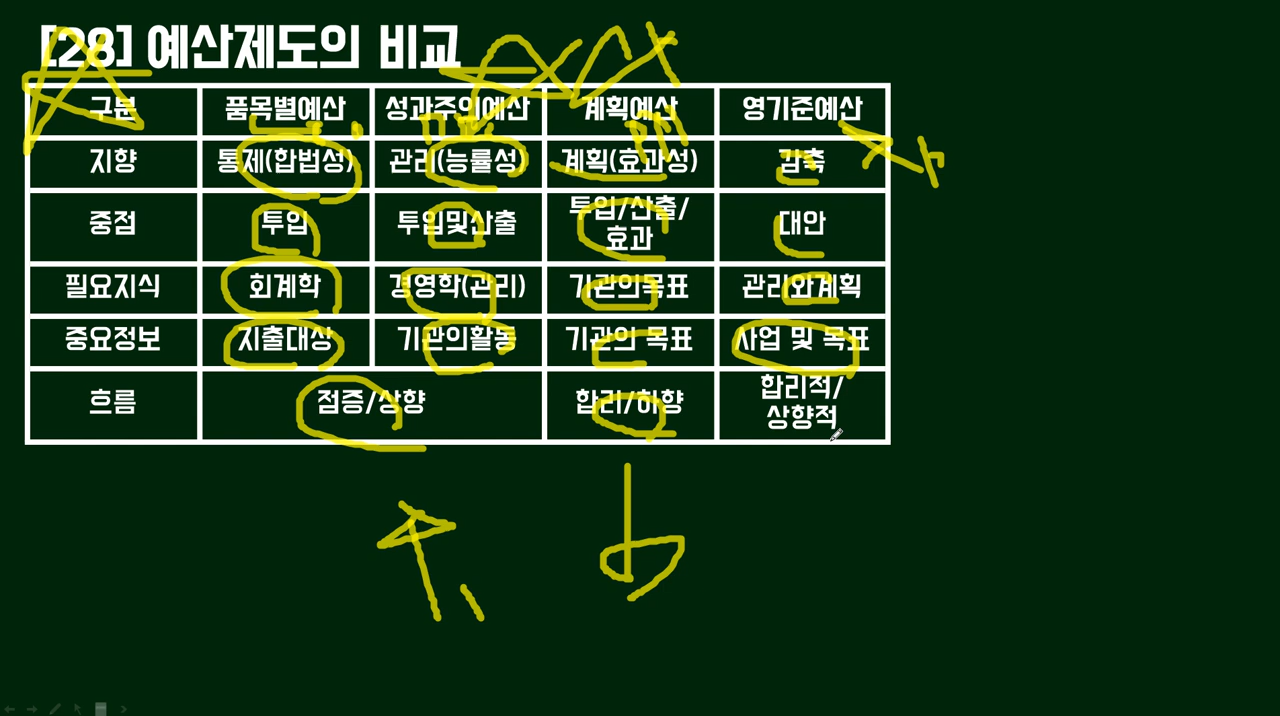 [28] 예산제도의 비교
구분 품목별예산 성과주의예산 계획예산 영기준예산
지향 통제(합법성) 관리(능률성) 계획(효과성) 감축
중점 투입 투입및산출 투입/산출/ 대안
효과
필요지식 회계학 경영학(관리) 기관의목표 관리와계획
중요정보 지출대상 기관의활동 기관의 목표 사업 및 목표
흐름 점증/상향 합리/하향 합리적/
상향적